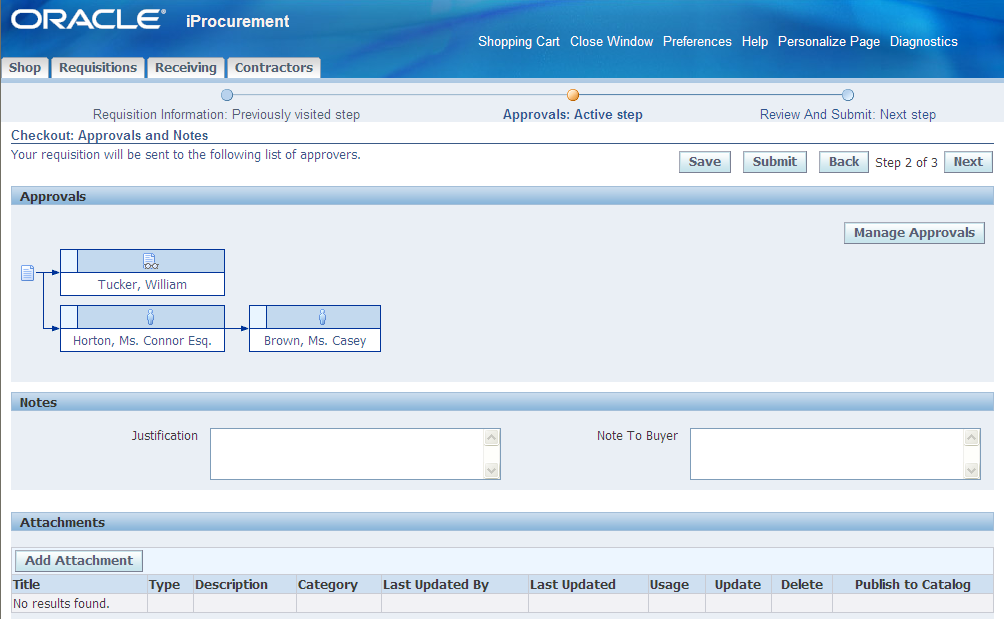 ORACLE® iProcurement
Shopping Cart Close Window Preferences Help Personalize Page Diagnostics
Shop Requisitions Receiving Contractors
Requisition Information: Previously visited step Approvals: Active step Review And Submit: Next step
Checkout: Approvals and Notes
Your requisition will be sent to the following list of approvers.
Save Submit Back Step 2 of 3 Next
Approvals
Manage Approvals
Tucker, William
Horton, Ms. Connor Esq. Brown, Ms. Casey
Notes
Justification Note To Buyer
Attachments
Add Attachment
Title Type Description Category Last Updated By Last Updated Usage Update Delete Publish to Catalog
No results found.